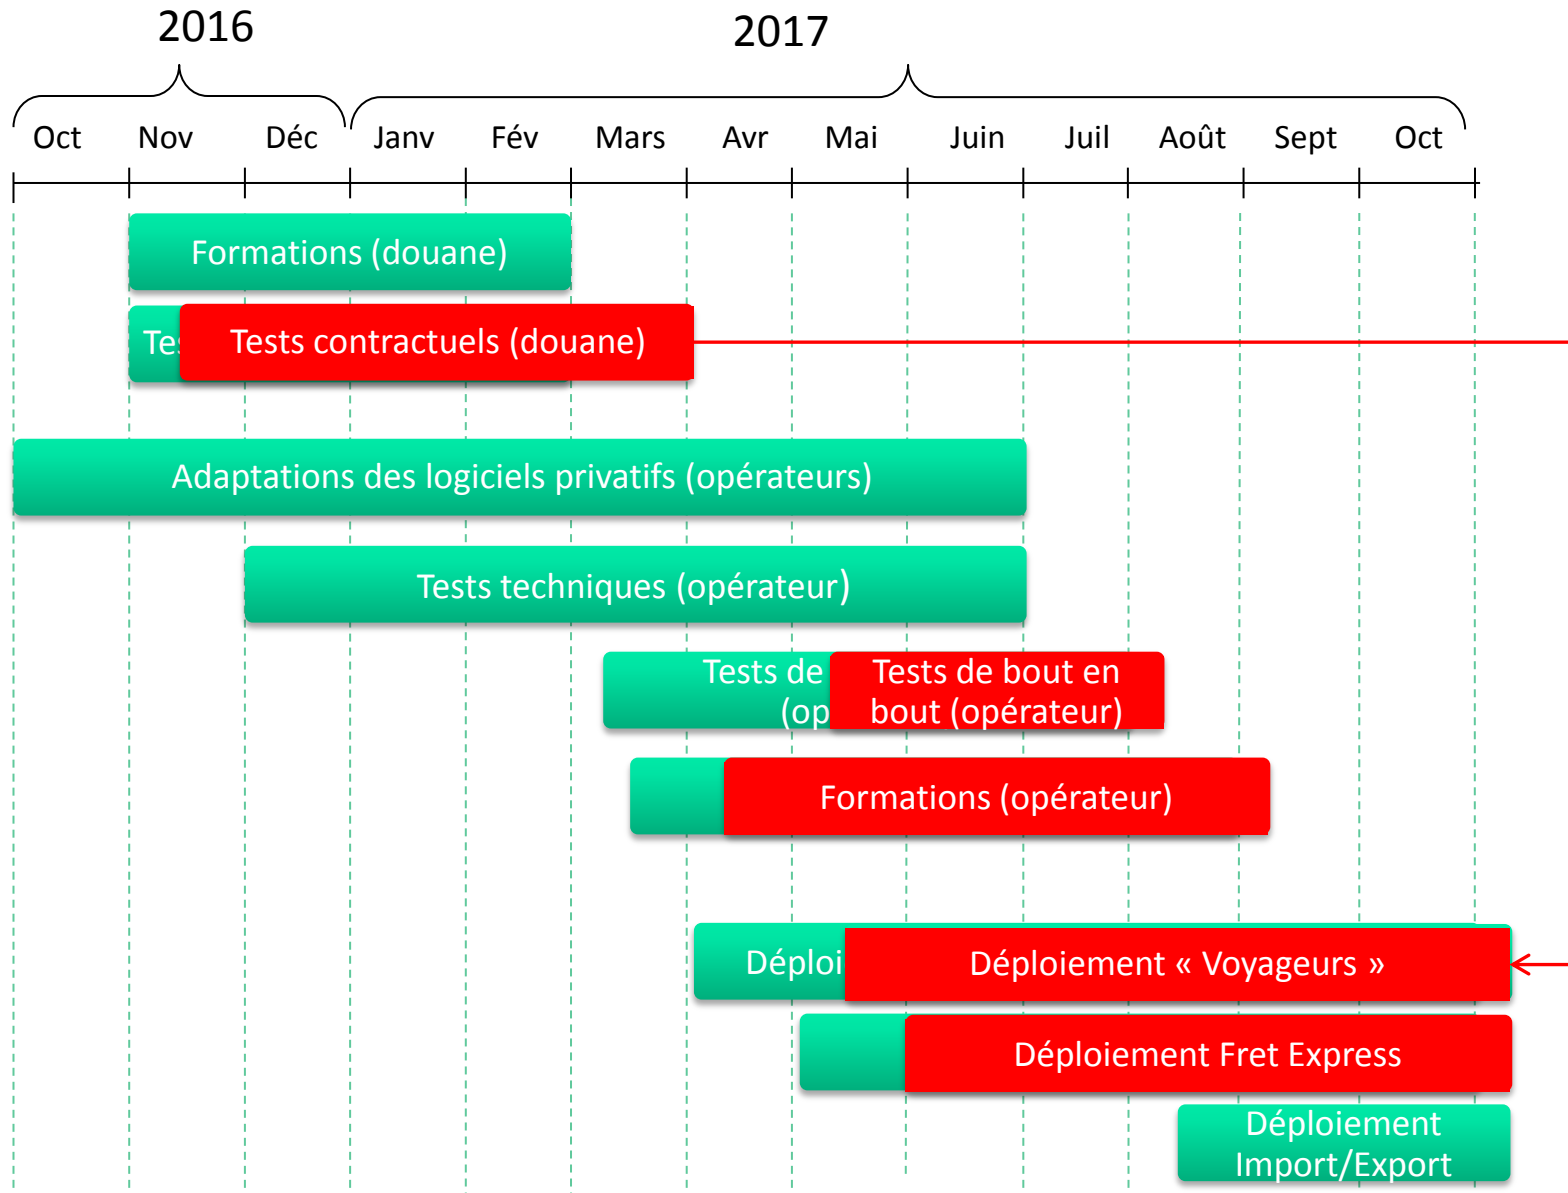 2016
2017
Oct Nov Déc Janv Fév Mars Avr Mai Juin Juil Août Sept Oct
Formations (douane)
Tests contractuels (douane)
Adaptations des logiciels privatifs (opérateurs)
Tests techniques (opérateur)
Tests de
(op
Tests de bout en
bout (opérateur)
Formations (opérateur)
Déploi
Déploiement « Voyageurs »
Déploiement Fret Express
Déploiement
Import/Export